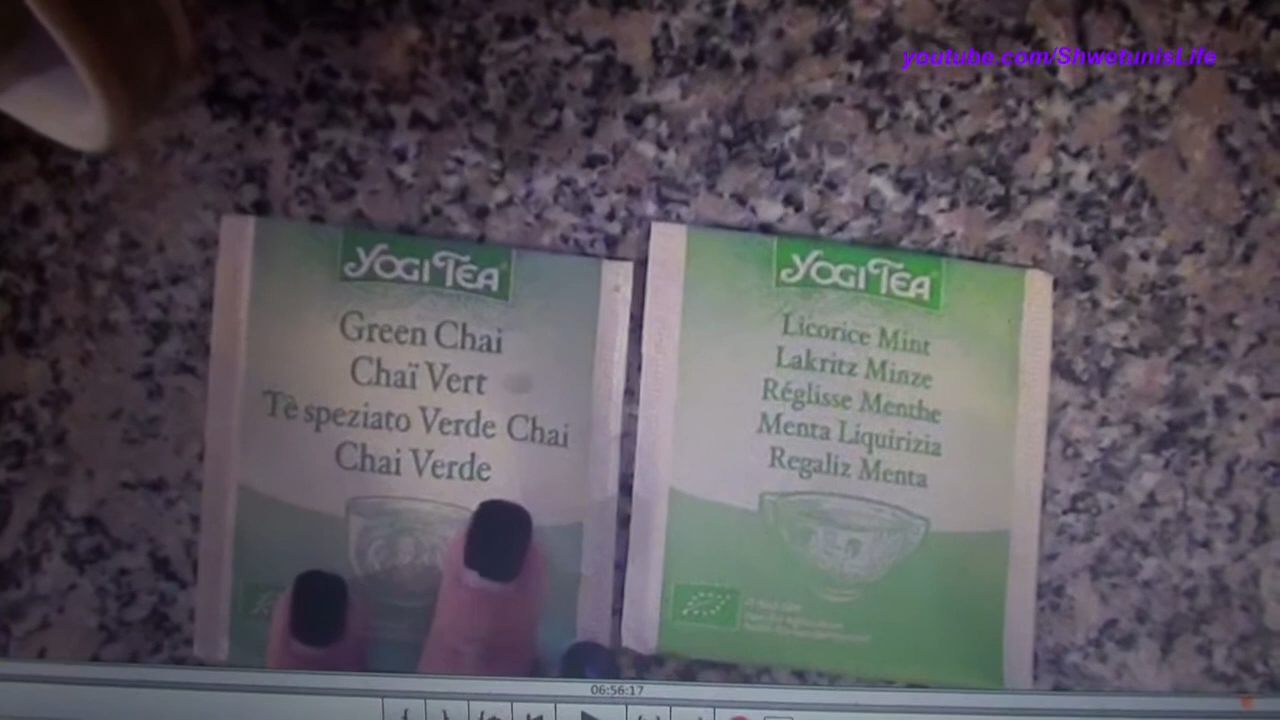 youtube.com/ShwetunisLife
YOGI TEA
Green Chai
Chaï Vert
Tè speziato Verde Chai
Chai Verde
YOGI TEA
Licorice Mint
Lakritz Minze
Réglisse Menthe
Menta Liquirizia
Regaliz Menta
06:56:17